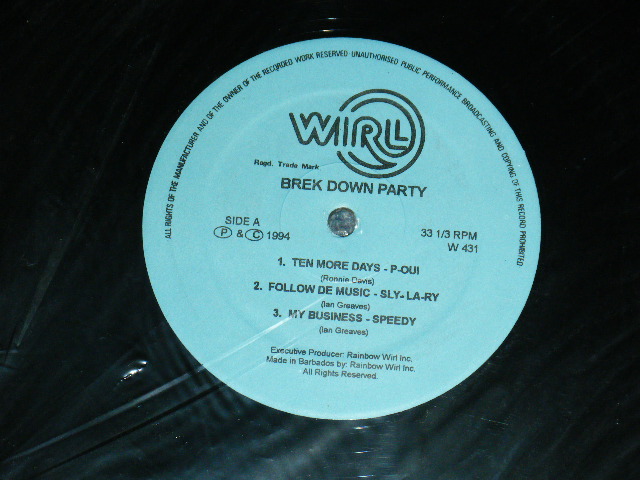 ALL RIGHTS OF THE MANUFACTURER AND OF THE OWNER OF THE RECORDED WORK RESERVED UNAUTHORISED PUBLIC PERFORMANCE BROADCASTING AND COPYING OF THIS RECORD PROHIBITED
WIRL
Regd. Trade Mark
BREK DOWN PARTY
SIDE A
Ⓟ & Ⓒ 1994
33 1/3 RPM
W 431
1. TEN MORE DAYS - P-OUI
(Ronnie Davis)
2. FOLLOW DE MUSIC - SLY-LA-RY
(Ian Greaves)
3. MY BUSINESS - SPEEDY
(Ian Greaves)
Executive Producer: Rainbow Wirl Inc.
Made in Barbados by: Rainbow Wirl Inc.
All Rights Reserved.